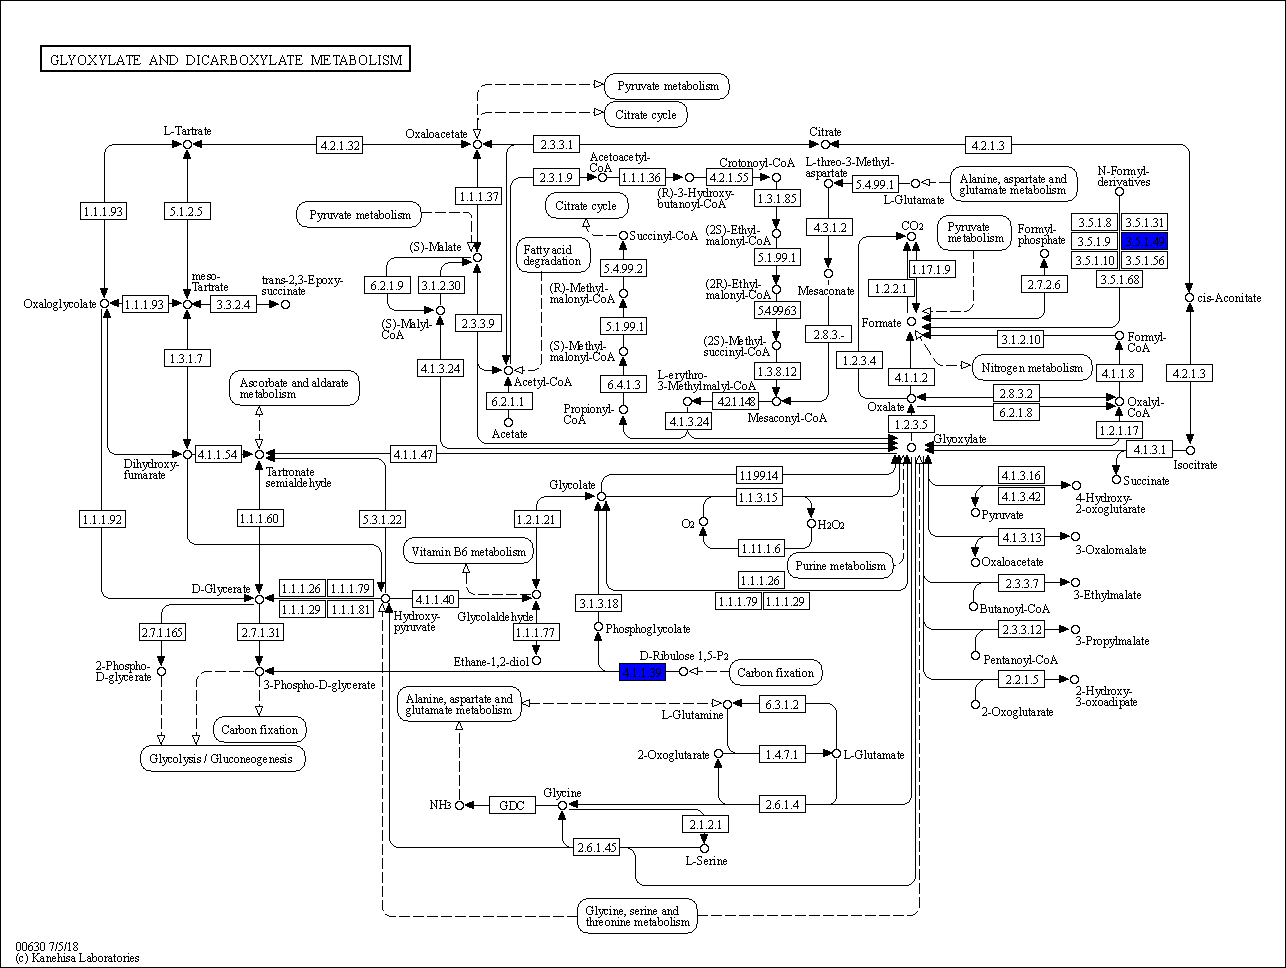 GLYOXYLATE AND DICARBOXYLATE METABOLISM
Pyruvate metabolism
Citrate cycle
L-Tartrate
4.2.1.32
Oxaloacetate
2.3.3.1
Citrate
4.2.1.3
Acetoacetyl-
CoA
2.3.1.9
1.1.1.36
(R)-3-Hydroxy-
butanoyl-CoA
4.2.1.55
Crotonoyl-CoA
L-threo-3-Methyl-
aspartate
5.4.99.1
L-Glutamate
Alanine, aspartate and
glutamate metabolism
N-Formyl-
derivatives
1.1.1.93
5.1.2.5
1.1.1.37
Pyruvate metabolism
Citrate cycle
1.3.1.85
4.3.1.2
CO2
Pyruvate
metabolism
Formyl-
phosphate
3.5.1.8
3.5.1.31
3.5.1.9
3.5.1.10
3.5.1.56
3.5.1.68
(S)-Malate
Fatty acid
degradation
Succinyl-CoA
(2S)-Ethyl-
malonyl-CoA
5.4.99.2
5.1.99.1
1.17.1.9
1.2.2.1
2.7.2.6
6.2.1.9
3.1.2.30
(R)-Methyl-
malonyl-CoA
(2R)-Ethyl-
malonyl-CoA
Mesaconate
cis-Aconitate
meso-
Tartrate
trans-2,3-Epoxy-
succinate
Oxaloglycolate
1.1.1.93
3.3.2.4
(S)-Malyl-
CoA
2.3.3.9
5.1.99.1
5.4.99.63
2.8.3.-
Formate
3.1.2.10
Formyl-
CoA
1.3.1.7
(S)-Methyl-
malonyl-CoA
(2S)-Methyl-
succinyl-CoA
1.2.3.4
4.1.3.24
Acetyl-CoA
6.4.1.3
L-erythro-
3-Methylmalyl-CoA
1.3.8.12
4.1.1.2
Nitrogen metabolism
4.1.1.8
4.2.1.3
Ascorbate and aldarate
metabolism
6.2.1.1
Acetate
Propionyl-
CoA
4.2.1.148
4.1.3.24
Mesaconyl-CoA
Oxalate
2.8.3.2
6.2.1.8
Oxalyl-
CoA
1.2.3.5
1.2.1.17
Glyoxylate
4.1.3.1
Isocitrate
Dihydroxy-
fumarate
4.1.1.54
Tartronate
semialdehyde
4.1.1.47
Succinate
Glycolate
1.1.99.14
1.1.3.15
4.1.3.16
4.1.3.42
4-Hydroxy-
2-oxoglutarate
Pyruvate
1.1.1.92
1.1.1.60
5.3.1.22
1.2.1.21
O2
H2O2
1.11.1.6
4.1.3.13
3-Oxalomalate
Oxaloacetate
Vitamin B6 metabolism
Purine metabolism
D-Glycerate
1.1.1.26
1.1.1.79
1.1.1.29
1.1.1.81
4.1.1.40
Hydroxy-
pyruvate
Glycolaldehyde
1.1.1.26
1.1.1.79
1.1.1.29
2.3.3.7
3-Ethylmalate
Butanoyl-CoA
3.1.3.18
2.7.1.165
2.7.1.31
1.1.1.77
Phosphoglycolate
2.3.3.12
3-Propylmalate
Pentanoyl-CoA
2-Phospho-
D-glycerate
3-Phospho-D-glycerate
Ethane-1,2-diol
4.1.1.39
D-Ribulose 1,5-P2
Carbon fixation
2.2.1.5
2-Hydroxy-
3-oxoadipate
2-Oxoglutarate
Carbon fixation
Glycolysis / Gluconeogenesis
Alanine, aspartate and
glutamate metabolism
L-Glutamine
6.3.1.2
2-Oxoglutarate
1.4.7.1
L-Glutamate
NH3
GDC
Glycine
2.6.1.4
2.1.2.1
2.6.1.45
L-Serine
Glycine, serine and
threonine metabolism
00630 7/5/18
(c) Kanehisa Laboratories